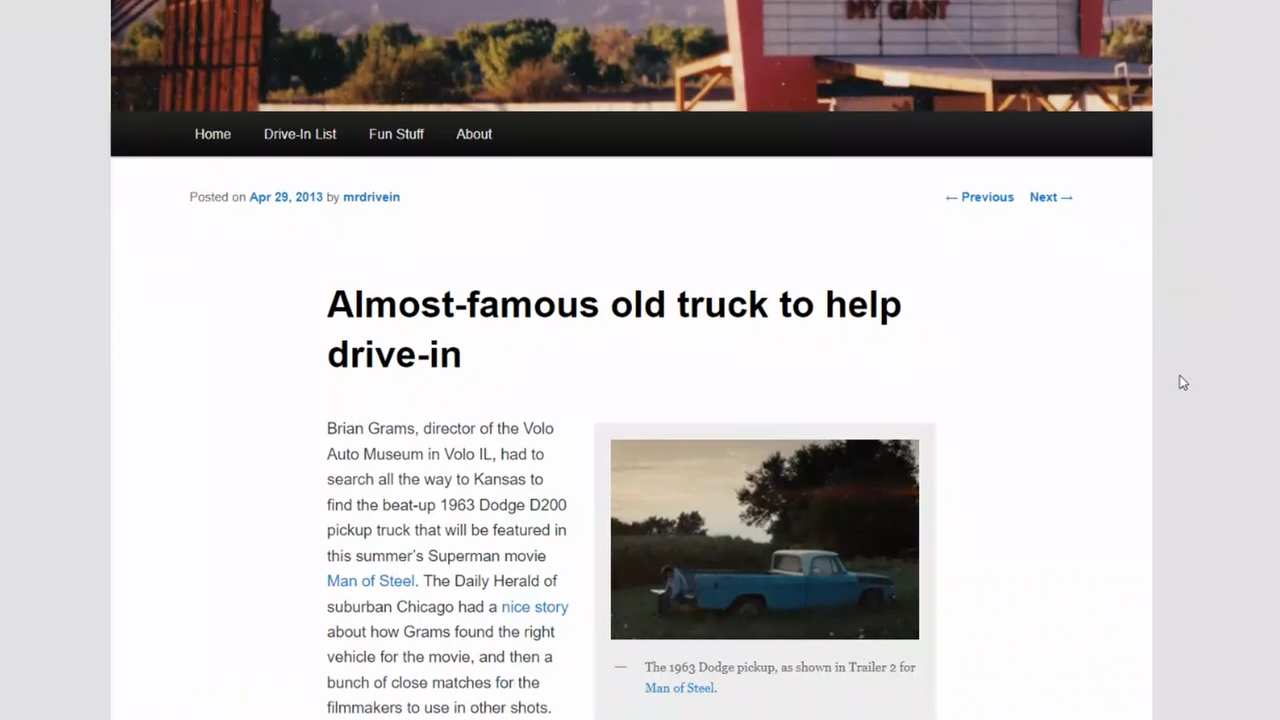 MY GIANT
Home Drive-In List Fun Stuff About
Posted on Apr 29, 2013 by mrdrivein
← Previous Next →
Almost-famous old truck to help
drive-in
Brian Grams, director of the Volo
Auto Museum in Volo IL, had to
search all the way to Kansas to
find the beat-up 1963 Dodge D200
pickup truck that will be featured in
this summer’s Superman movie
Man of Steel. The Daily Herald of
suburban Chicago had a nice story
about how Grams found the right
vehicle for the movie, and then a
bunch of close matches for the
filmmakers to use in other shots.
— The 1963 Dodge pickup, as shown in Trailer 2 for
Man of Steel.